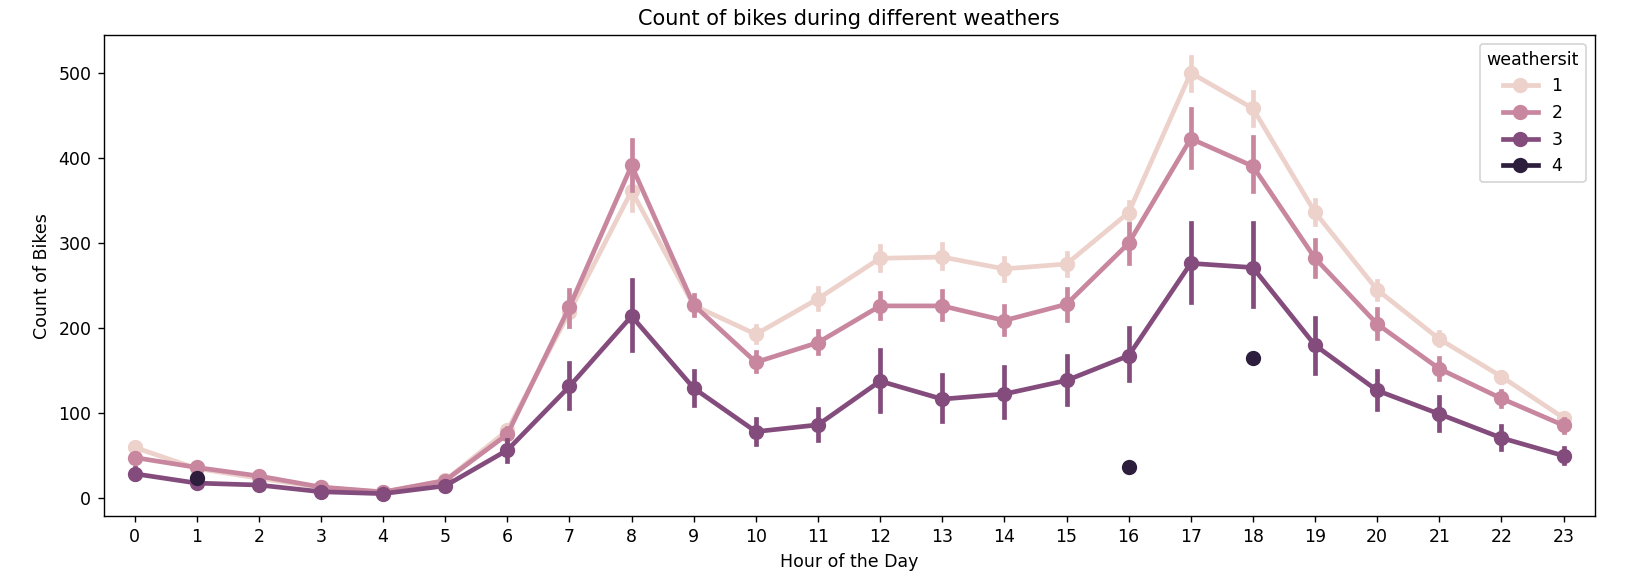 Count of bikes during different weathers
weathersit
1
2
3
4
Count of Bikes
500
400
300
200
100
0
0 1 2 3 4 5 6 7 8 9 10 11 12 13 14 15 16 17 18 19 20 21 22 23
Hour of the Day